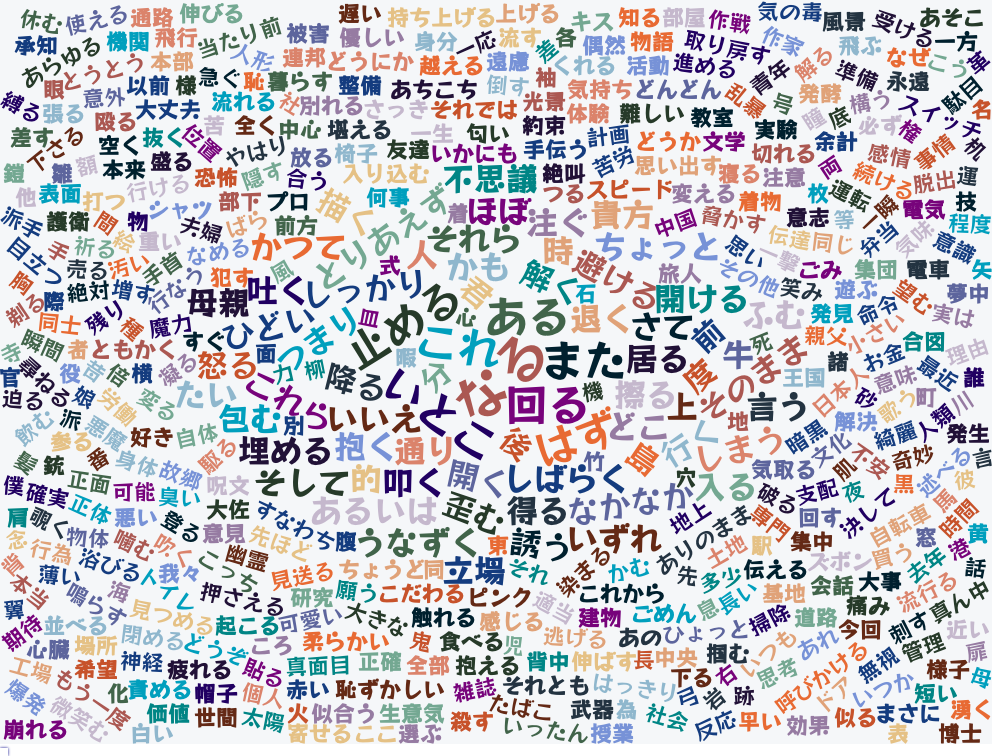 休む 使える 通路 伸びる 遅い 持ち上げる 上げる キス 知る 部屋 作戦 気の毒 風景 受ける あそこ
承知 機関 飛行 当たり前 被害 優しい 身分 一応 流す 差 各 偶然 物語 取り戻す 作家 飛ぶ なぜ 一方
あらゆる 本部 人形 連邦 どうにか 越える 遠慮 くれる 活動 進める 青年 解る 準備 永遠 こう
眼 とうとう 以前 様 急ぐ 恥 暮らす 整備 あちこち 倒す 袖 気持ち どんどん 乱暴 号 発酵 横う スイッチ 駄目
縛る 張る 意外 大丈夫 流れる 別れる さっき それでは 光景 体験 難しい 教室 瞳 底 必ず 名
差す 下さる 殴る 空く 抜く 位置 苦 全く 中心 堪える 一生 匂い 約束 手伝う 計画 どうか 文学 実験 余計 感情 事情 机
鎧 雛 額 本来 盛る やはり 放る 椅子 友達 いかにも 絶叫 苦労 思い出す 寝る 切れる 両 続ける 脱出 運
他 表面 打つ 行ける 恐怖 隠す 合う 入り込む 不思議 つる スピード 変える 注意 着物 枚 運転 電気 技
派手 護衛 間 物 シャツ 部下 プロ 何事 描く 着 ほぼ 注ぐ 貴方 中国 脅かす 意志 等 弁当 程度
目立つ 手 祈る 重い 夫婦 ばら 前方 とりあえず それら 時 ちょっと 思い 一撃 伝達 同じ 気味 意識
胸 売る 汚い 手首 なめる かつて 人 かも 解く 避ける 旅人 その他 ごみ 集団 電車 矢
剃る 際 絶対 増す 行なう 犯す 風 式 君 石 開ける 笑み 遊ぶ 望む 夢中
同士 残り 種 魔力 母親 吐く しっかり 目 心 ある 退く さて 前 ふむ 発見 命令 実は
寺 瞬間 者 ともかく すぐ ひどい つまり 止める これ なる また 居る 牛 死 親父 小さい 合図
官 尋ねる 役 音 倍 横 凝る 怒る 面 力 柳 暇 分 度 そのまま 王国 諸 お金 最近 理由 誰
迫る 娘 労働 変る たい これら 降る いいえ いとこ 回る 機 擦る 上 地 言う 日本人 砂 意味 町
飲む 派 悪魔 好き 自体 包む 別 後 はず どこ 行く しまう 暗黒 文化 解決 歌う 綺麗 人類 川 発生
参る 番 身体 故郷 駆る 埋める 抱く 通り 竹 島 気取る 肌 不安 奇妙 述べる 言
髪 銃 正面 可能 臭い 呪文 そして 的 叩く 開く しばらく 穴 入る 破る 支配 夜 黒 彼
僕 確実 正体 悪い 登る 大佐 あるいは 歪む 得る なかなか 地上 ありのまま 専門 回す 決して 自転車 馬 時間
肩 覗く 物体 噛む 吹く 意見 すなわち 腹 うなずく 東 誘う いずれ 土地 駅 集中 ズボン 買う 窓 黄
念 行為 浴びる 人 我々 こっち 先ほど 幽霊 見送る ちょうど 同 立場 それ 染まる かむ 先 多少 伝える 去年 港 話
資本 薄い 海 トイレ 押さえる 研究 願う こだわる ピンク 適当 これから 息 長い 基地 会話 大事 流行る
翼 当 鳴らす 見つめる 起こる 可愛い 大きな 触れる 感じる 建物 ごめん 掃除 道路 痛み 刺す 真ん中
期待 並べる 閉める どうぞ ころ 柔らかい 鬼 食べる 児 逃げる あの ひょっと いつも あれ 今回 管理 近い
心臓 場所 神経 疲れる 貼る 真面目 正確 全部 抱える 背中 伸ばす 長 中央 掴む 石 思考 呼びかける 無視 扉
工場 希望 化 責める 帽子 個人 赤い 恥ずかしい 雑誌 それとも はっきり 下る 岩 跡 ドア いつか 様子 母
爆発 もう 一度 微笑む 価値 世間 太陽 火 似合う 生意気 殺す たばこ 武器 為 弓 社会 反応 早い 似る まさに 短い 湧く
崩れる 白い 寄せる ここ 選ぶ いったん 授業 効果 表 博士